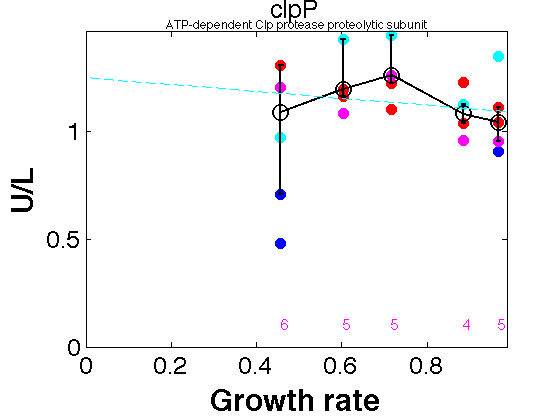 clpP
ATP-dependent Clp protease proteolytic subunit
1
0.5
0
U/L
6 5 5 4 5
0 0.2 0.4 0.6 0.8
Growth rate